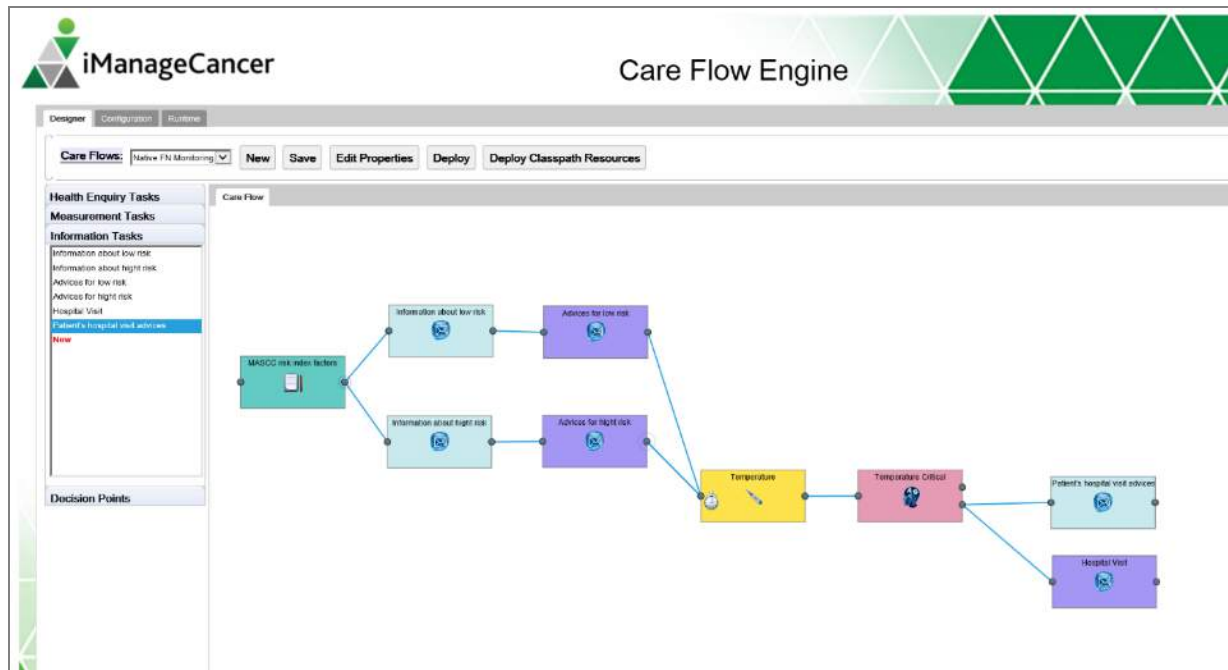 iManageCancer
Care Flow Engine
Designer Configuration Runtime
Care Flows: Native FN Monitoring New Save Edit Properties Deploy Deploy Classpath Resources
Health Enquiry Tasks
Measurement Tasks
Information Tasks
Information about low risk
Information about hight risk
Advices for low risk
Advices for hight risk
Hospital Visit
Patient's hospital visit advices
New
Decision Points
Care Flow
Information about low risk
Advices for low risk
MASCC risk index factors
Information about hight risk
Advices for hight risk
Temperature
Temperature Critical
Patient's hospital visit advices
Hospital Visit